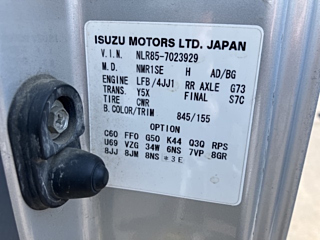 ISUZU MOTORS LTD. JAPAN
V.I.N. NLR85-7023929
M.D. NMR1SE H AD/BG
ENGINE LFB/4JJ1 RR AXLE G73
TRANS. Y5X FINAL S7C
TIRE CWR
B.COLOR/TRIM 845/155
OPTION
C60 FF0 G50 K44 Q3Q RPS
U69 VZG 34W 6NS 7VP 8GR
8JJ 8JM 8NS *3E